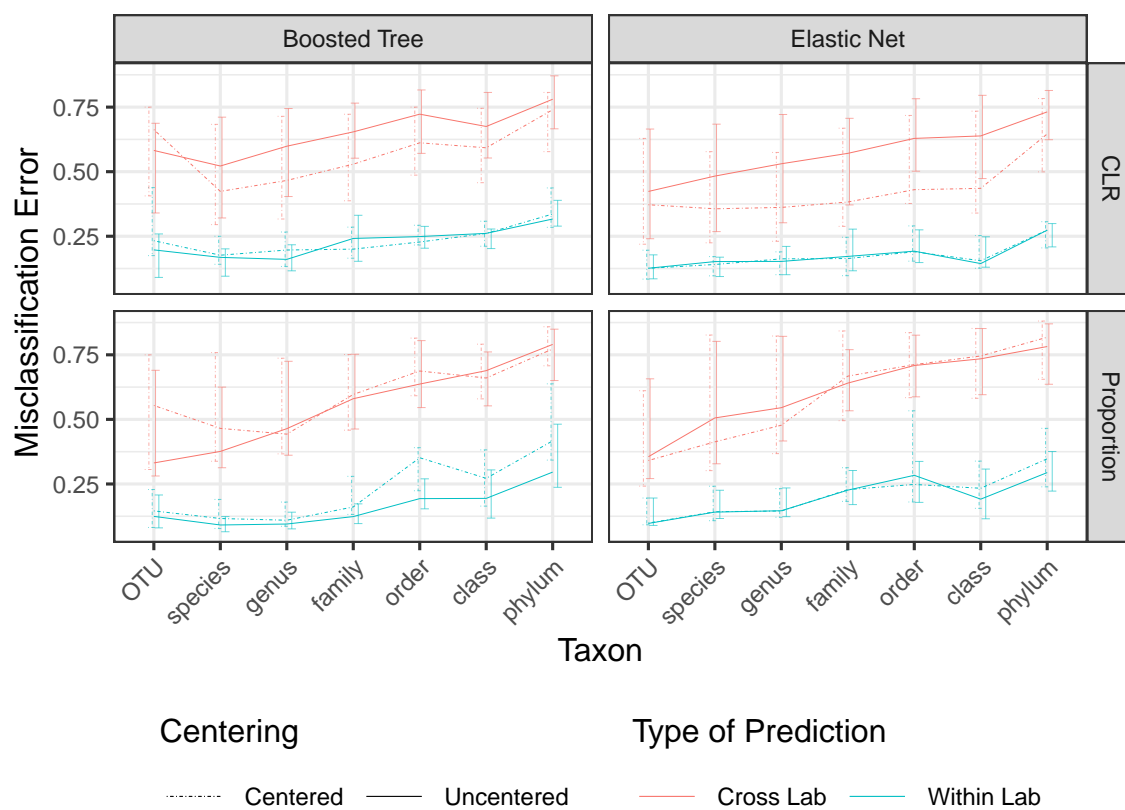 Boosted Tree
Elastic Net
0.75
0.50
0.25
CLR
0.75
0.50
0.25
Proportion
Misclassification Error
OTU
species
genus
family
order
class
phylum
OTU
species
genus
family
order
class
phylum
Taxon
Centering
Type of Prediction
Centered
Uncentered
Cross Lab
Within Lab